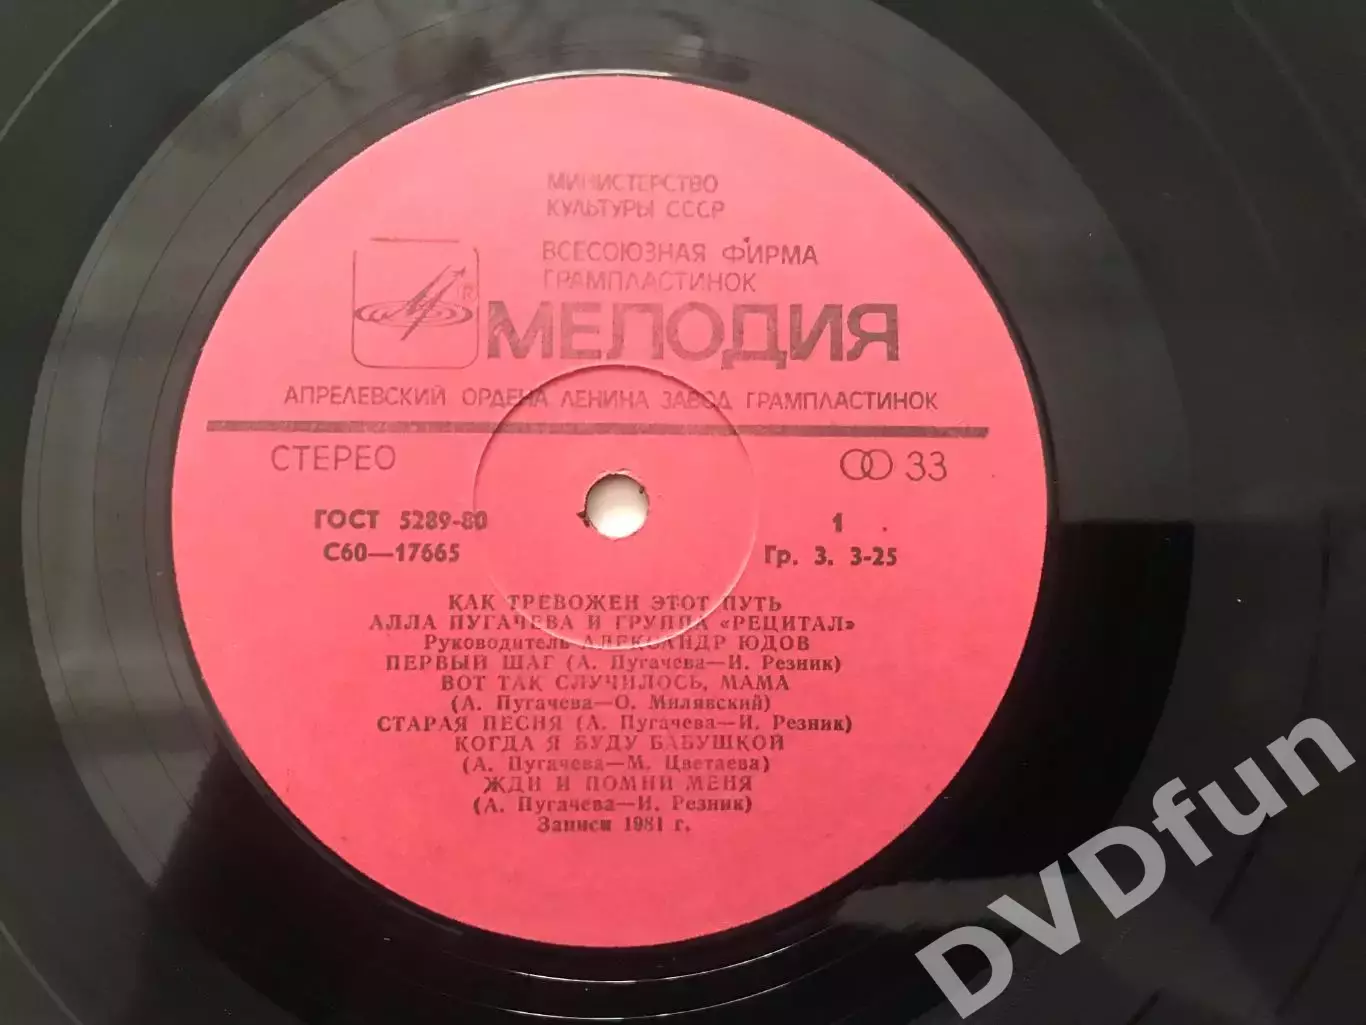 МИНИСТЕРСТВО
КУЛЬТУРЫ СССР
ВСЕСОЮЗНАЯ ФИРМА
ГРАМПЛАСТИНОК
® МЕЛОДИЯ
АПРЕЛЕВСКИЙ ОРДЕНА ЛЕНИНА ЗАВОД ГРАМПЛАСТИНОК
СТЕРЕО 33
ГОСТ 5289-80 1
С60—17665 Гр. 3. 3-25
КАК ТРЕВОЖЕН ЭТОТ ПУТЬ
АЛЛА ПУГАЧЕВА И ГРУППА «РЕЦИТАЛ»
Руководитель АЛЕКСАНДР ЮДОВ
ПЕРВЫЙ ШАГ (А. Пугачева—И. Резник)
ВОТ ТАК СЛУЧИЛОСЬ, МАМА
(А. Пугачева—О. Милявский)
СТАРАЯ ПЕСНЯ (А. Пугачева—И. Резник)
КОГДА Я БУДУ БАБУШКОЙ
(А. Пугачева—М. Цветаева)
ЖДИ И ПОМНИ МЕНЯ
(А. Пугачева—И. Резник)
Записи 1981 г.
DVDfun